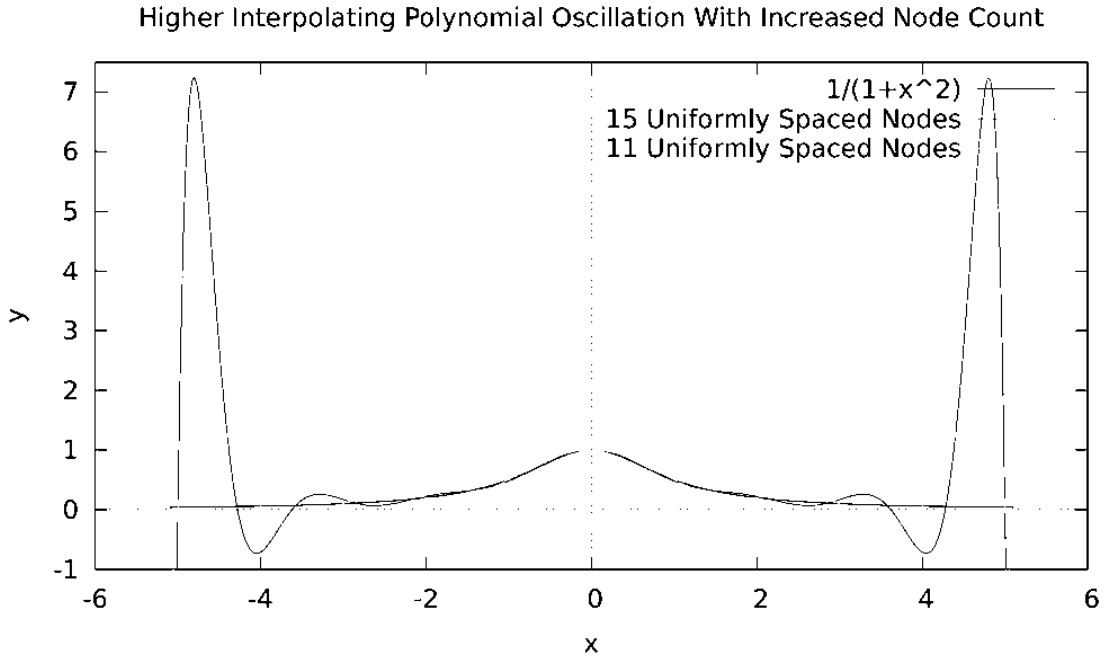 Higher Interpolating Polynomial Oscillation With Increased Node Count
1/(1+x^2)
15 Uniformly Spaced Nodes
11 Uniformly Spaced Nodes
7
6
5
4
3
2
1
0
-1
y
-6 -4 -2 0 2 4 6
x